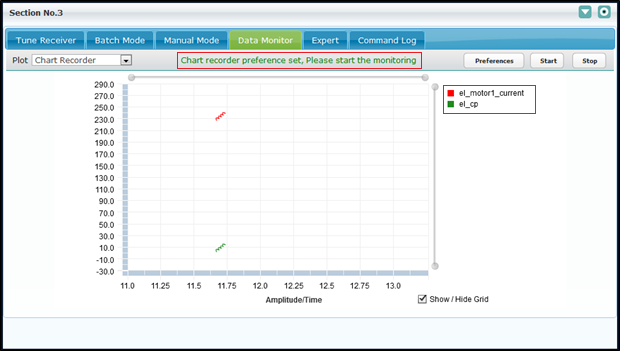 Section No.3
Tune Receiver Batch Mode Manual Mode Data Monitor Expert Command Log
Plot Chart Recorder Chart recorder preference set, Please start the monitoring Preferences Start Stop
290.0
270.0
250.0
230.0
210.0
190.0
170.0
150.0
130.0
110.0
90.0
70.0
50.0
30.0
10.0
-10.0
-30.0
el_motor1_current
el_cp
11.0 11.25 11.5 11.75 12.0 12.25 12.5 12.75 13.0
Amplitude/Time
Show / Hide Grid